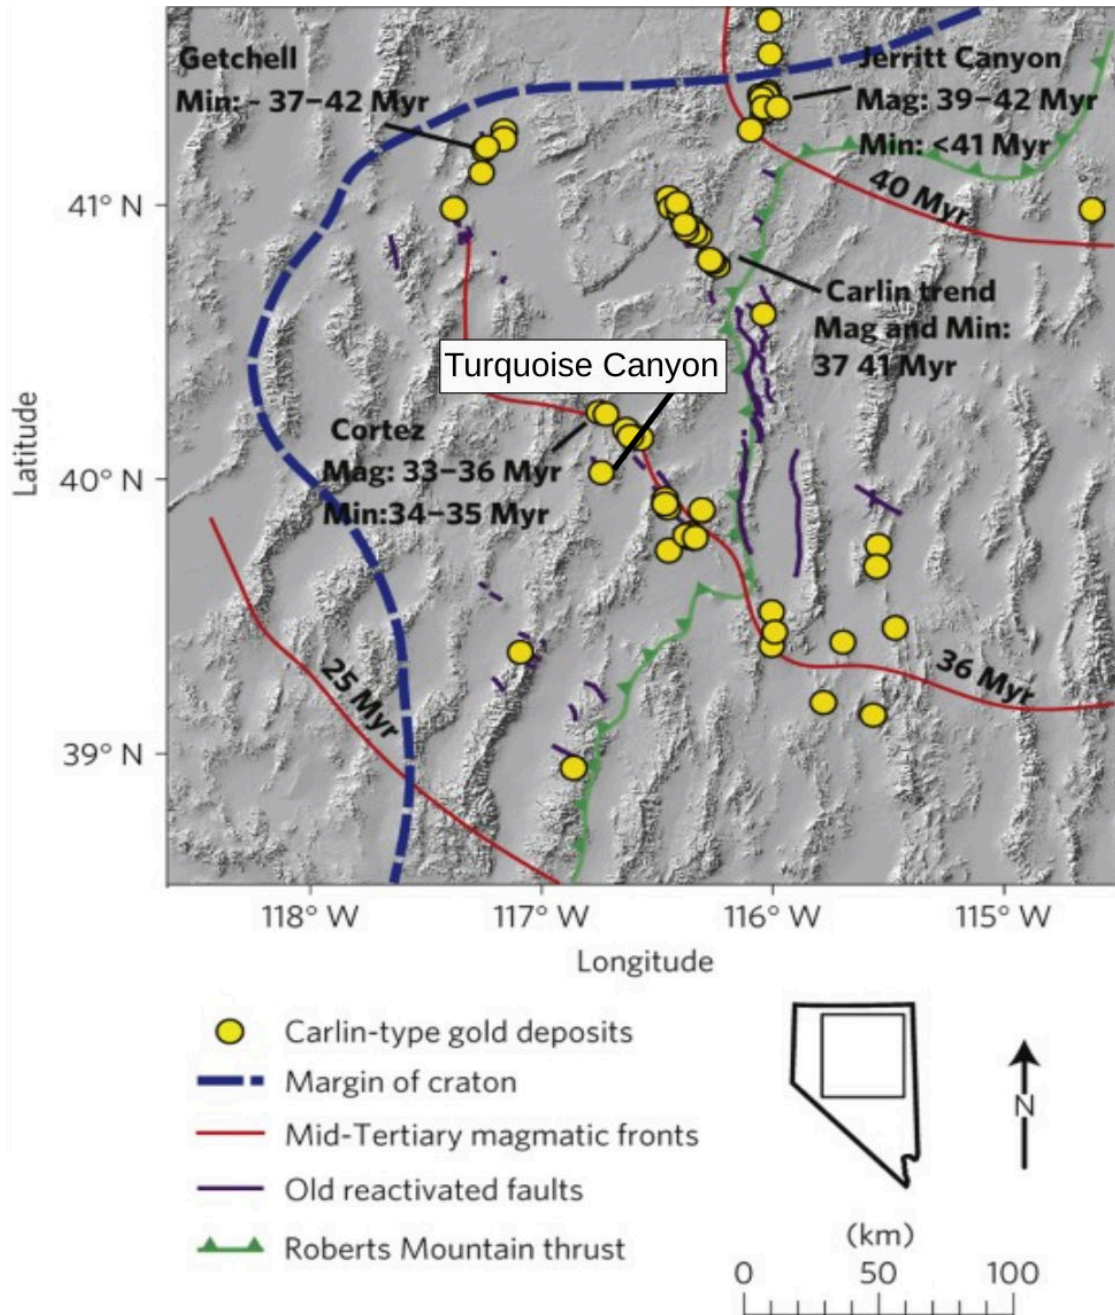 Getchell
Min: - 37–42 Myr
Jerritt Canyon
Mag: 39–42 Myr
Min: <41 Myr
40 Myr
41° N
Carlin trend
Mag and Min:
37 41 Myr
Turquoise Canyon
Cortez
Mag: 33–36 Myr
Min:34–35 Myr
40° N
Latitude
25 Myr
36 Myr
39° N
118° W
117° W
116° W
115° W
Longitude
Carlin-type gold deposits
Margin of craton
Mid-Tertiary magmatic fronts
Old reactivated faults
Roberts Mountain thrust
N
(km)
0 50 100